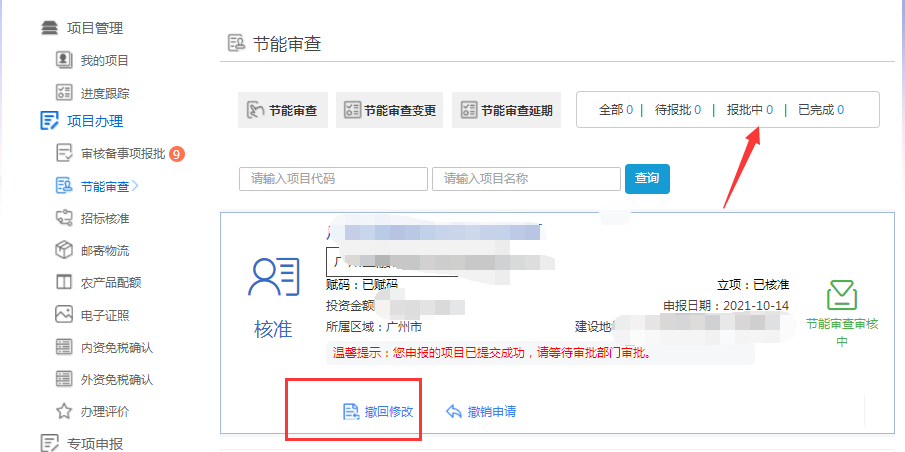 项目管理
我的项目
进度跟踪
项目办理
审核备事项报批 9
节能审查
招标核准
邮寄物流
农产品配额
电子证照
内资免税确认
外资免税确认
办理评价
专项申报
节能审查
节能审查 节能审查变更 节能审查延期 全部 0 | 待报批 0 | 报批中 0 | 已完成 0
请输入项目代码 请输入项目名称 查询
核准
赋码：已赋码 立项：已核准
投资金额 申报日期：2021-10-14
所属区域：广州市 建设地
温馨提示：您申报的项目已提交成功，请等待审批部门审批。
节能审查审核
中
撤回修改 撤销申请